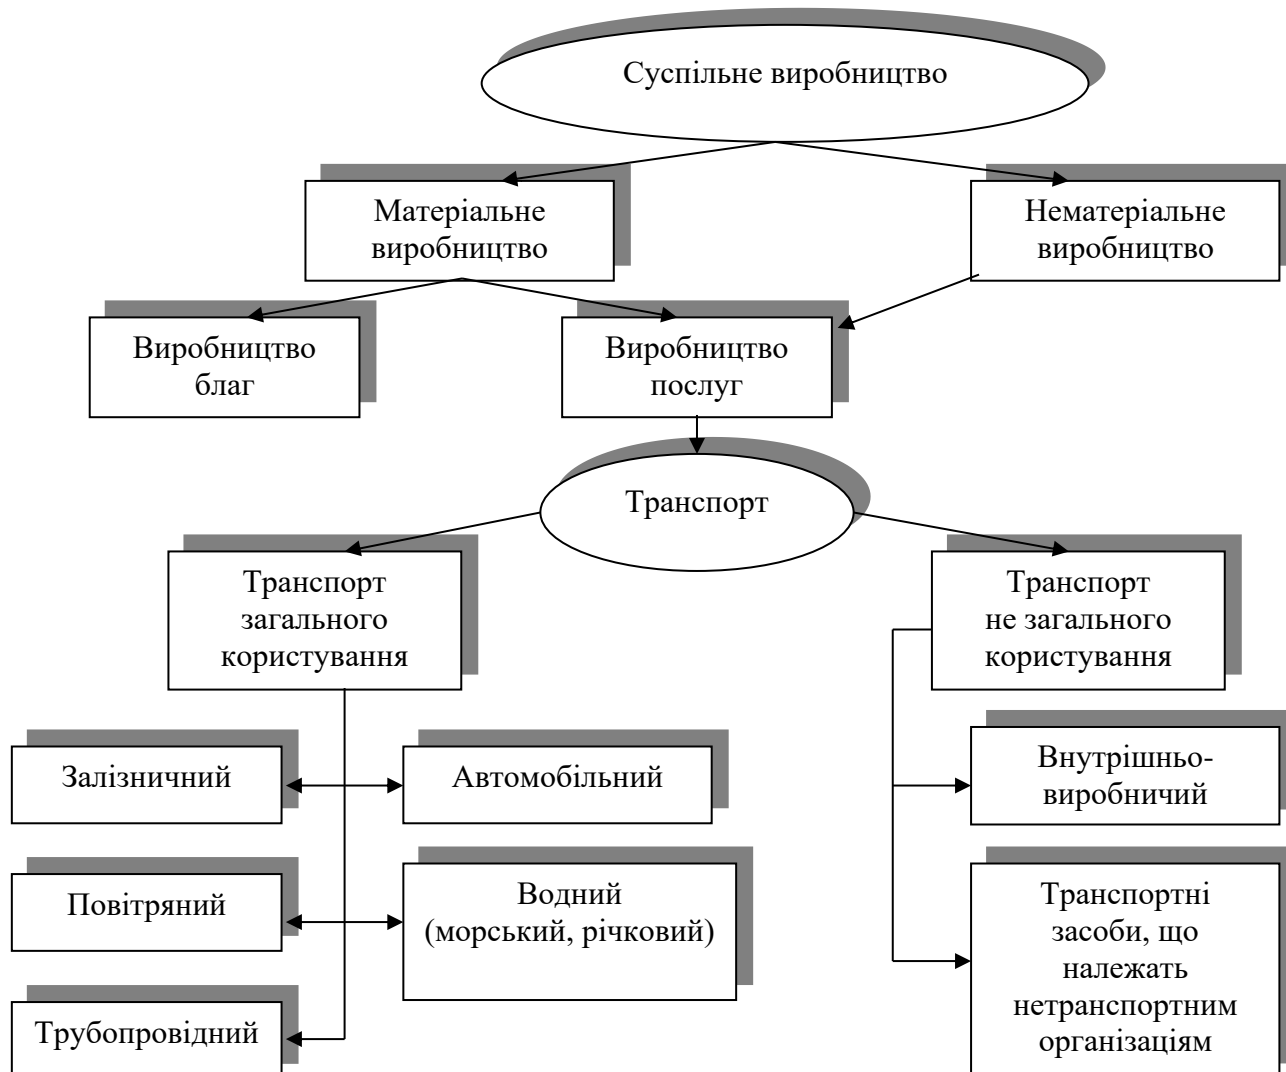 Суспільне виробництво
Матеріальне
виробництво
Нематеріальне
виробництво
Виробництво
благ
Виробництво
послуг
Транспорт
Транспорт
загального
користування
Транспорт
не загального
користування
Залізничний
Автомобільний
Внутрішньо-
виробничий
Повітряний
Водний
(морський, річковий)
Транспортні
засоби, що
належать
нетранспортним
організаціям
Трубопровідний